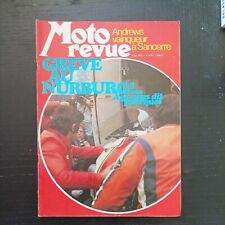 Moto
revue
Andrews
vainqueur
à Sancerre
GREVE
AU
NURBURG